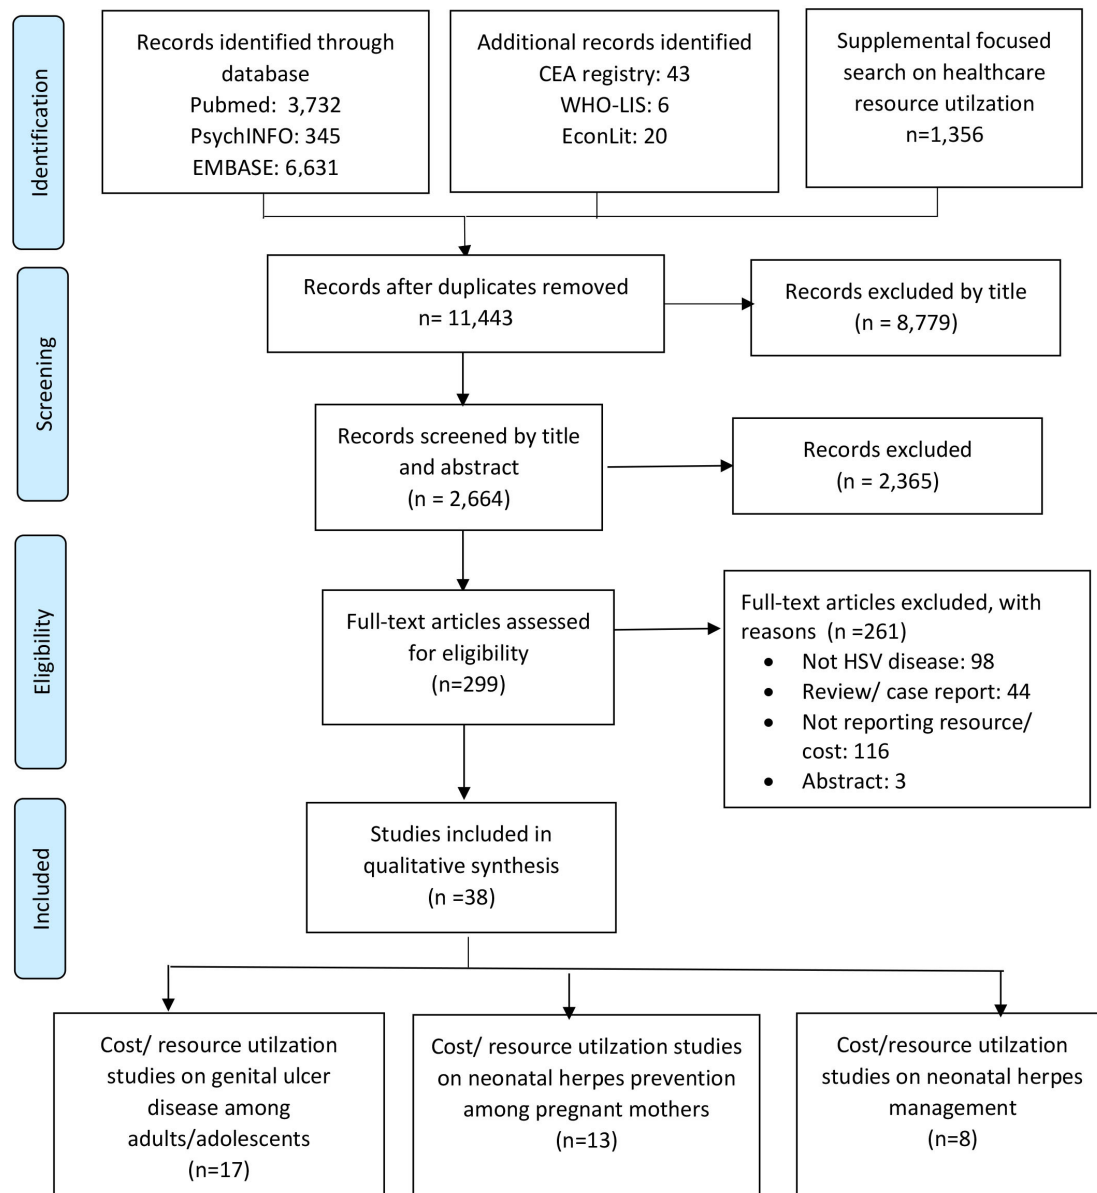 Identification
Records identified through
database
Pubmed: 3,732
PsychINFO: 345
EMBASE: 6,631
Additional records identified
CEA registry: 43
WHO-LIS: 6
EconLit: 20
Supplemental focused
search on healthcare
resource utilzation
n=1,356
Screening
Records after duplicates removed
n= 11,443
Records excluded by title
(n = 8,779)
Records screened by title
and abstract
(n = 2,664)
Records excluded
(n = 2,365)
Eligibility
Full-text articles assessed
for eligibility
(n=299)
Full-text articles excluded, with
reasons (n =261)
• Not HSV disease: 98
• Review/ case report: 44
• Not reporting resource/
cost: 116
• Abstract: 3
Included
Studies included in
qualitative synthesis
(n =38)
Cost/ resource utilzation
studies on genital ulcer
disease among
adults/adolescents
(n=17)
Cost/ resource utilzation studies
on neonatal herpes prevention
among pregnant mothers
(n=13)
Cost/resource utilzation
studies on neonatal herpes
management
(n=8)